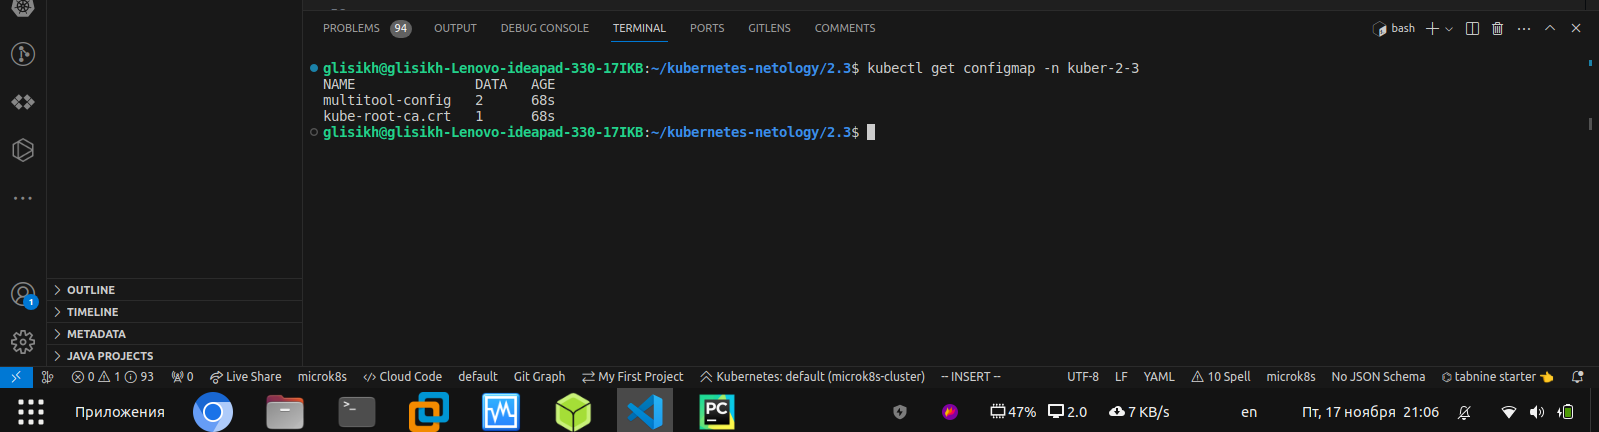 PROBLEMS 94 OUTPUT DEBUG CONSOLE TERMINAL PORTS GITLENS COMMENTS bash
glisikh@glisikh-Lenovo-ideapad-330-17IKB:~/kubernetes-netology/2.3$ kubectl get configmap -n kuber-2-3
NAME DATA AGE
multitool-config 2 68s
kube-root-ca.crt 1 68s
glisikh@glisikh-Lenovo-ideapad-330-17IKB:~/kubernetes-netology/2.3$
1
OUTLINE
TIMELINE
METADATA
JAVA PROJECTS
0 1 93 0 Live Share microk8s Cloud Code default Git Graph My First Project Kubernetes: default (microk8s-cluster) -- INSERT -- UTF-8 LF YAML 10 Spell microk8s No JSON Schema tabnine starter
Приложения >_ PC 47% 2.0 7 KB/s en Пт, 17 ноября 21:06